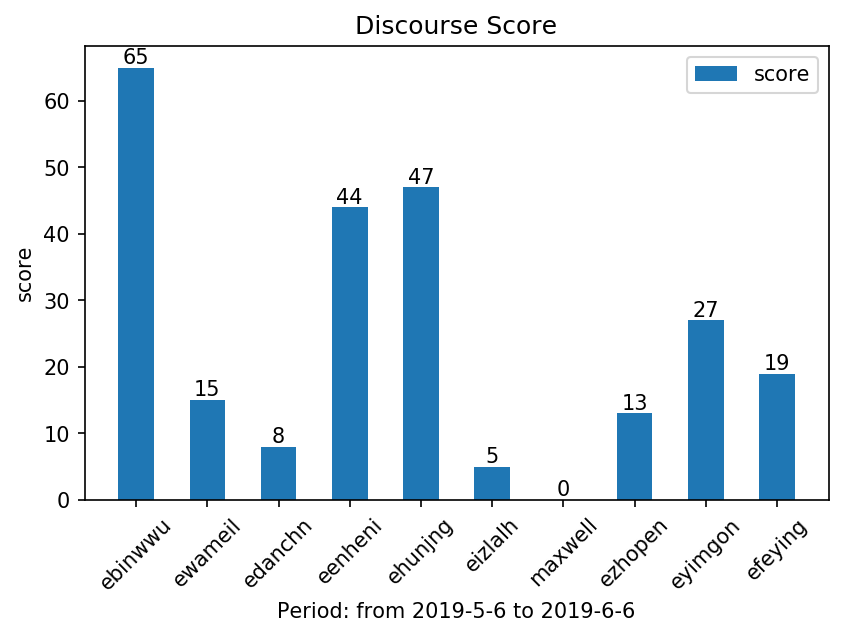 Discourse Score
score
65
15
8
44
47
5
0
13
27
19
60
50
40
30
20
10
0
score
ebinwwu
ewameil
edanchn
eenheni
ehunjng
eizlalh
maxwell
ezhopen
eyimgon
efeying
Period: from 2019-5-6 to 2019-6-6